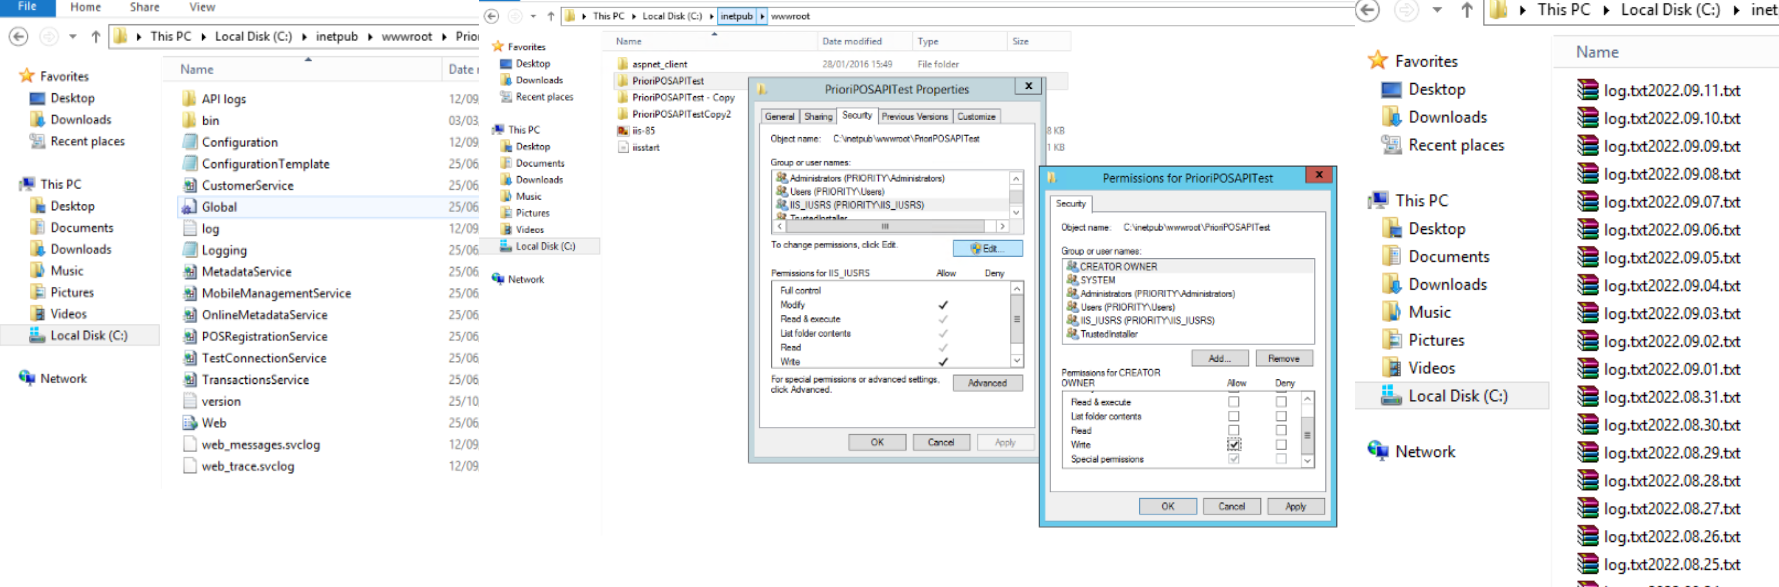 File Home Share View
This PC Local Disk (C:) inetpub wwwroot Prio
Favorites
Desktop
Downloads
Recent places
This PC
Desktop
Documents
Downloads
Music
Pictures
Videos
Local Disk (C:)
Network
Name Date
API logs 12/09
bin 03/03
Configuration 12/09
ConfigurationTemplate 25/06
CustomerService 25/06
Global 25/06
log 12/09
Logging 25/06
MetadataService 25/06
MobileManagementService 25/06
OnlineMetadataService 25/06
POSRegistrationService 25/06
TestConnectionService 25/06
TransactionsService 25/06
version 25/10
Web 25/06
web_messages.svclog 12/09
web_trace.svclog 12/09
This PC Local Disk (C:) inetpub wwwroot
Favorites
Desktop
Downloads
Recent places
This PC
Desktop
Documents
Downloads
Music
Pictures
Videos
Local Disk (C:)
Network
Name Date modified Type Size
aspnet_client 28/01/2016 15:49 File folder
PrioriPOSAPITest
PrioriPOSAPITest - Copy
PrioriPOSAPITestCopy2
iis-85 8 KB
iisstart 1 KB
PrioriPOSAPITest Properties
General Sharing Security Previous Versions Customize
Object name: C:\inetpub\wwwroot\PrioriPOSAPITest
Group or user names:
Administrators (PRIORITY\Administrators)
Users (PRIORITY\Users)
IIS_IUSRS (PRIORITY\IIS_IUSRS)
TrustedInstaller
To change permissions, click Edit. Edit...
Permissions for IIS_IUSRS Allow Deny
Full control
Modify
Read & execute
List folder contents
Read
Write
For special permissions or advanced settings, click Advanced. Advanced
OK Cancel Apply
Permissions for PrioriPOSAPITest
Security
Object name: C:\inetpub\wwwroot\PrioriPOSAPITest
Group or user names:
CREATOR OWNER
SYSTEM
Administrators (PRIORITY\Administrators)
Users (PRIORITY\Users)
IIS_IUSRS (PRIORITY\IIS_IUSRS)
TrustedInstaller
Add... Remove
Permissions for CREATOR OWNER Allow Deny
Read & execute
List folder contents
Read
Write
Special permissions
OK Cancel Apply
This PC Local Disk (C:) inet
Favorites
Desktop
Downloads
Recent places
This PC
Desktop
Documents
Downloads
Music
Pictures
Videos
Local Disk (C:)
Network
Name
log.txt2022.09.11.txt
log.txt2022.09.10.txt
log.txt2022.09.09.txt
log.txt2022.09.08.txt
log.txt2022.09.07.txt
log.txt2022.09.06.txt
log.txt2022.09.05.txt
log.txt2022.09.04.txt
log.txt2022.09.03.txt
log.txt2022.09.02.txt
log.txt2022.09.01.txt
log.txt2022.08.31.txt
log.txt2022.08.30.txt
log.txt2022.08.29.txt
log.txt2022.08.28.txt
log.txt2022.08.27.txt
log.txt2022.08.26.txt
log.txt2022.08.25.txt